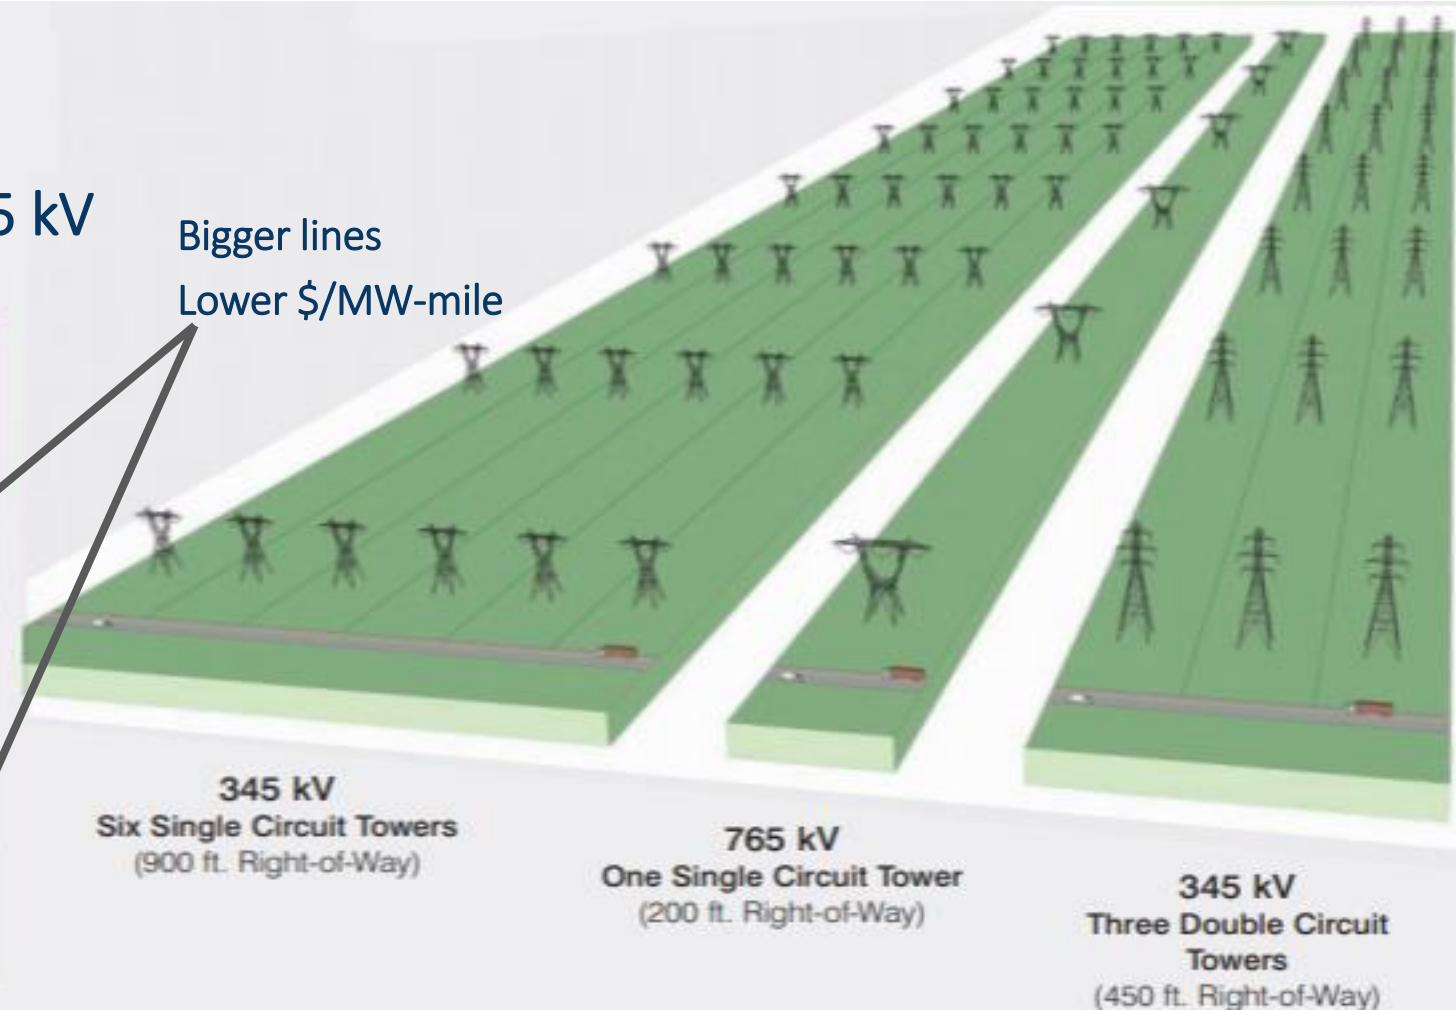 5 kV
Bigger lines
Lower $/MW-mile
345 kV
Six Single Circuit Towers
(900 ft. Right-of-Way)
765 kV
One Single Circuit Tower
(200 ft. Right-of-Way)
345 kV
Three Double Circuit
Towers
(450 ft. Right-of-Way)